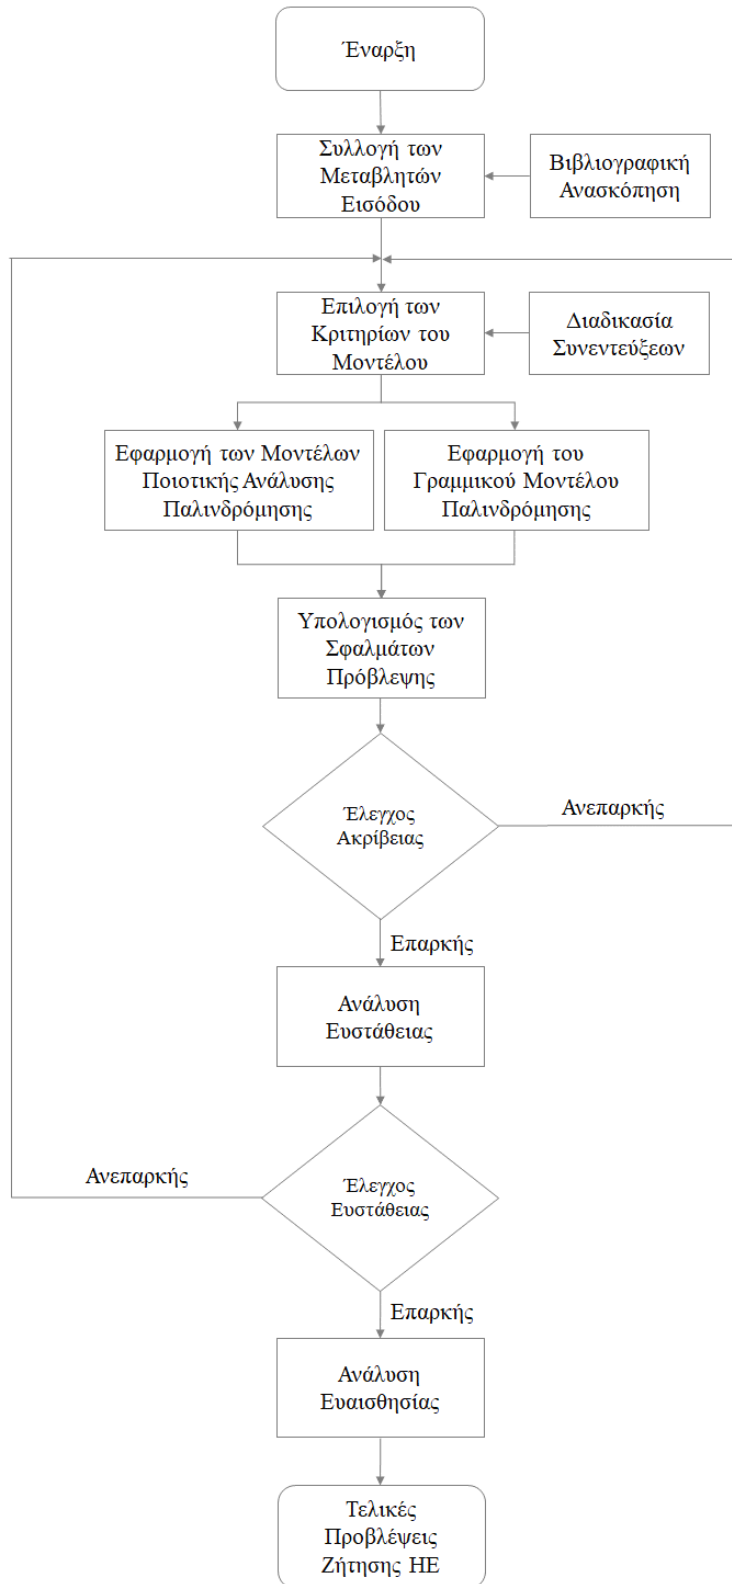 Έναρξη
Συλλογή των
Μεταβλητών
Εισόδου
Βιβλιογραφική
Ανασκόπηση
Επιλογή των
Κριτηρίων του
Μοντέλου
Διαδικασία
Συνεντεύξεων
Εφαρμογή των Μοντέλων
Ποιοτικής Ανάλυσης
Παλινδρόμησης
Εφαρμογή του
Γραμμικού Μοντέλου
Παλινδρόμησης
Υπολογισμός των
Σφαλμάτων
Πρόβλεψης
Έλεγχος
Ακρίβειας
Ανεπαρκής
Επαρκής
Ανάλυση
Ευστάθειας
Ανεπαρκής
Έλεγχος
Ευστάθειας
Επαρκής
Ανάλυση
Ευαισθησίας
Τελικές
Προβλέψεις
Ζήτησης ΗΕ